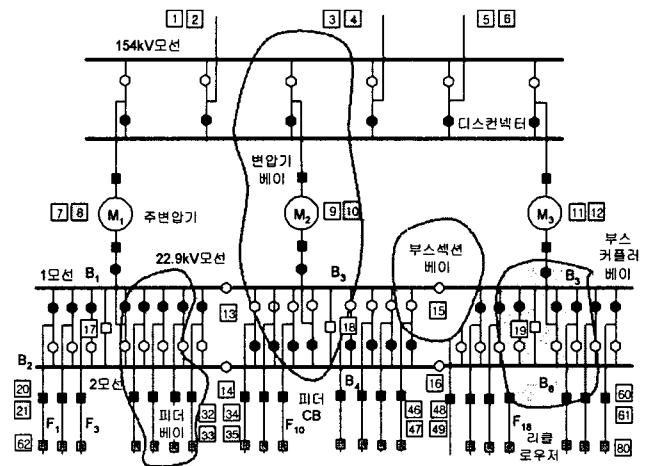 1 2 3 4 5 6
154kV모선
디스컨넥터
변압기
베이
7 8 M1 주변압기 M2 9 10 M3 11 12
부스섹션
베이
부스
커플러
베이
22.9kV모선
1모선 B1 B3 B3
13 15
17 18 19
B2 2모선 14 B4 16 B6
20 피더 CB 60
21 F1 F3 피더 베이 32 34 F10 46 48 F18 61
33 35 47 49 리클
로우저
62 80